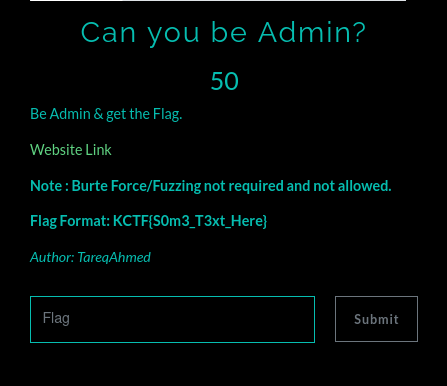 Can you be Admin?
50
Be Admin & get the Flag.
Website Link
Note : Burte Force/Fuzzing not required and not allowed.
Flag Format: KCTF{S0m3_T3xt_Here}
Author: TareqAhmed
Flag
Submit